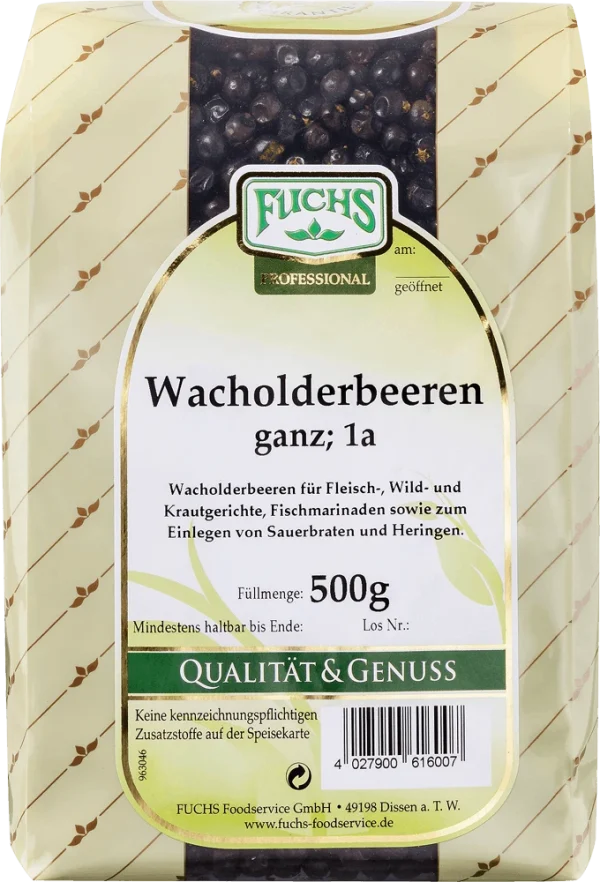 FUCHS
PROFESSIONAL
am:
geöffnet
Wacholderbeeren
ganz; 1a
Wacholderbeeren für Fleisch-, Wild- und
Krautgerichte, Fischmarinaden sowie zum
Einlegen von Sauerbraten und Heringen.
Füllmenge: 500g
Mindestens haltbar bis Ende: Los Nr.:
QUALITÄT & GENUSS
Keine kennzeichnungspflichtigen
Zusatzstoffe auf der Speisekarte
963046
4 027900 616007
FUCHS Foodservice GmbH • 49198 Dissen a. T. W.
www.fuchs-foodservice.de